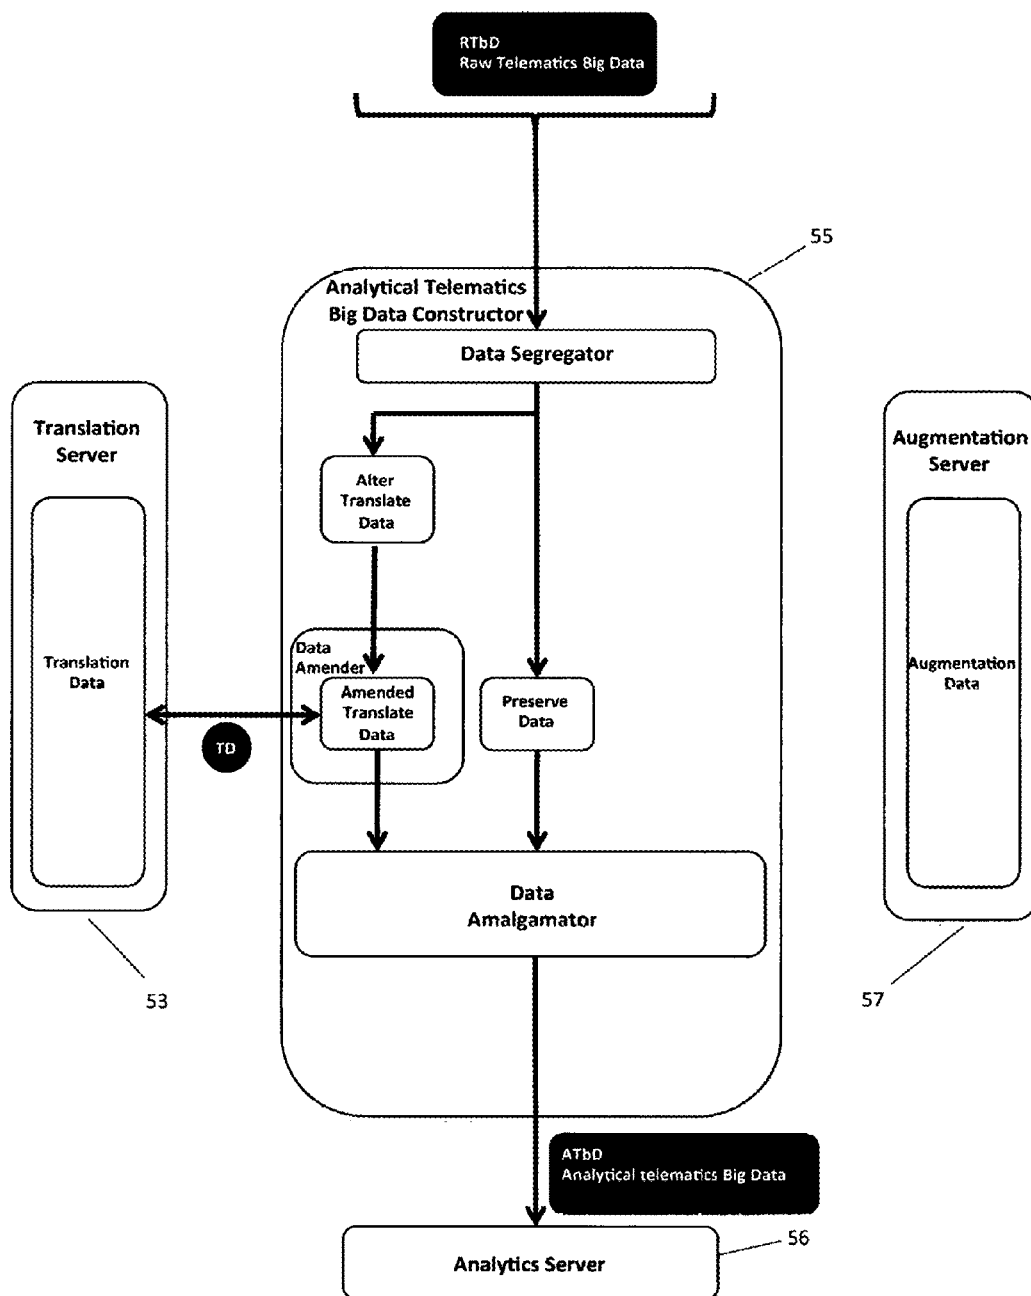 RTbD
Raw Telematics Big Data
55
Analytical Telematics
Big Data Constructor
Data Segregator
Translation
Server
Augmentation
Server
Alter
Translate
Data
Data
Amender
Translation
Data
Amended
Translate
Data
Preserve
Data
Augmentation
Data
TD
Data
Amalgamator
53
57
ATbD
Analytical telematics Big Data
Analytics Server
56